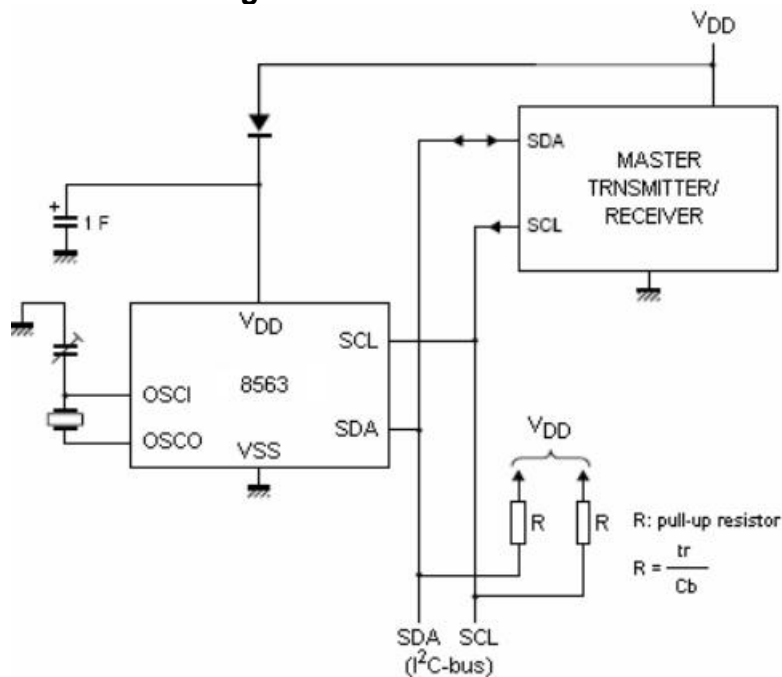 VDD
SDA
MASTER
TRNSMITTER/
RECEIVER
SCL
+
1 F
VDD
SCL
8563
OSCI
SDA
OSCO
VSS
VDD
R
R
R: pull-up resistor
R = tr
Cb
SDA SCL
(I²C-bus)